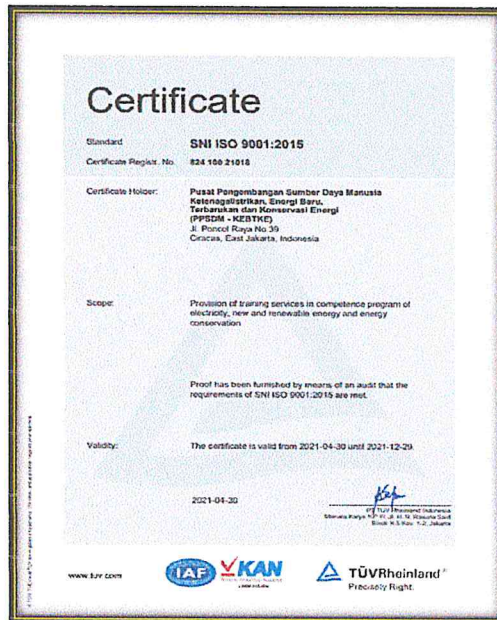 Certificate
Standard SNI ISO 9001:2015
Certificate Registr. No. 824 100 21018
Certificate Holder: Pusat Pengembangan Sumber Daya Manusia
Ketenagalistrikan, Energi Baru,
Terbarukan dan Konservasi Energi
(PPSDM - KEBTKE)
Jl. Poncol Raya No 39
Ciracas, East Jakarta, Indonesia
Scope: Provision of training services in competence program of
electricity, new and renewable energy and energy
conservation
Proof has been furnished by means of an audit that the
requirements of SNI ISO 9001:2015 are met.
Validity: The certificate is valid from 2021-04-30 until 2021-12-29.
2021-04-30
PT TÜV Rheinland Indonesia
Jakarta
www.tuv.com
IAF
KAN
TÜVRheinland®
Precisely Right.